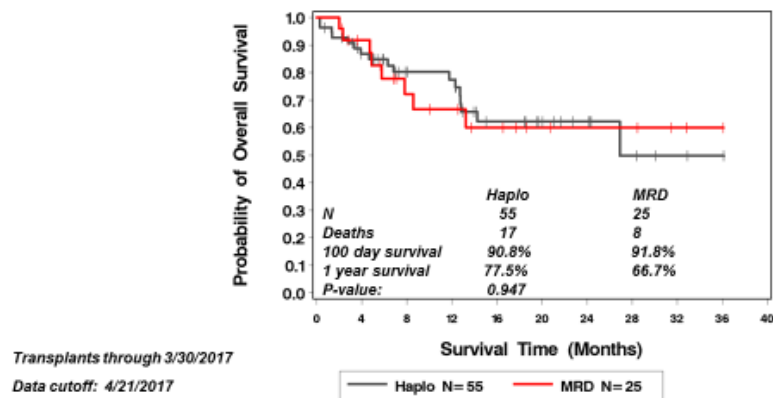 Probability of Overall Survival
1.0
0.9
0.8
0.7
0.6
0.5
0.4
0.3
0.2
0.1
0.0
Haplo MRD
N 55 25
Deaths 17 8
100 day survival 90.8% 91.8%
1 year survival 77.5% 66.7%
P-value: 0.947
0 4 8 12 16 20 24 28 32 36 40
Survival Time (Months)
Transplants through 3/30/2017
Data cutoff: 4/21/2017
Haplo N= 55 MRD N= 25